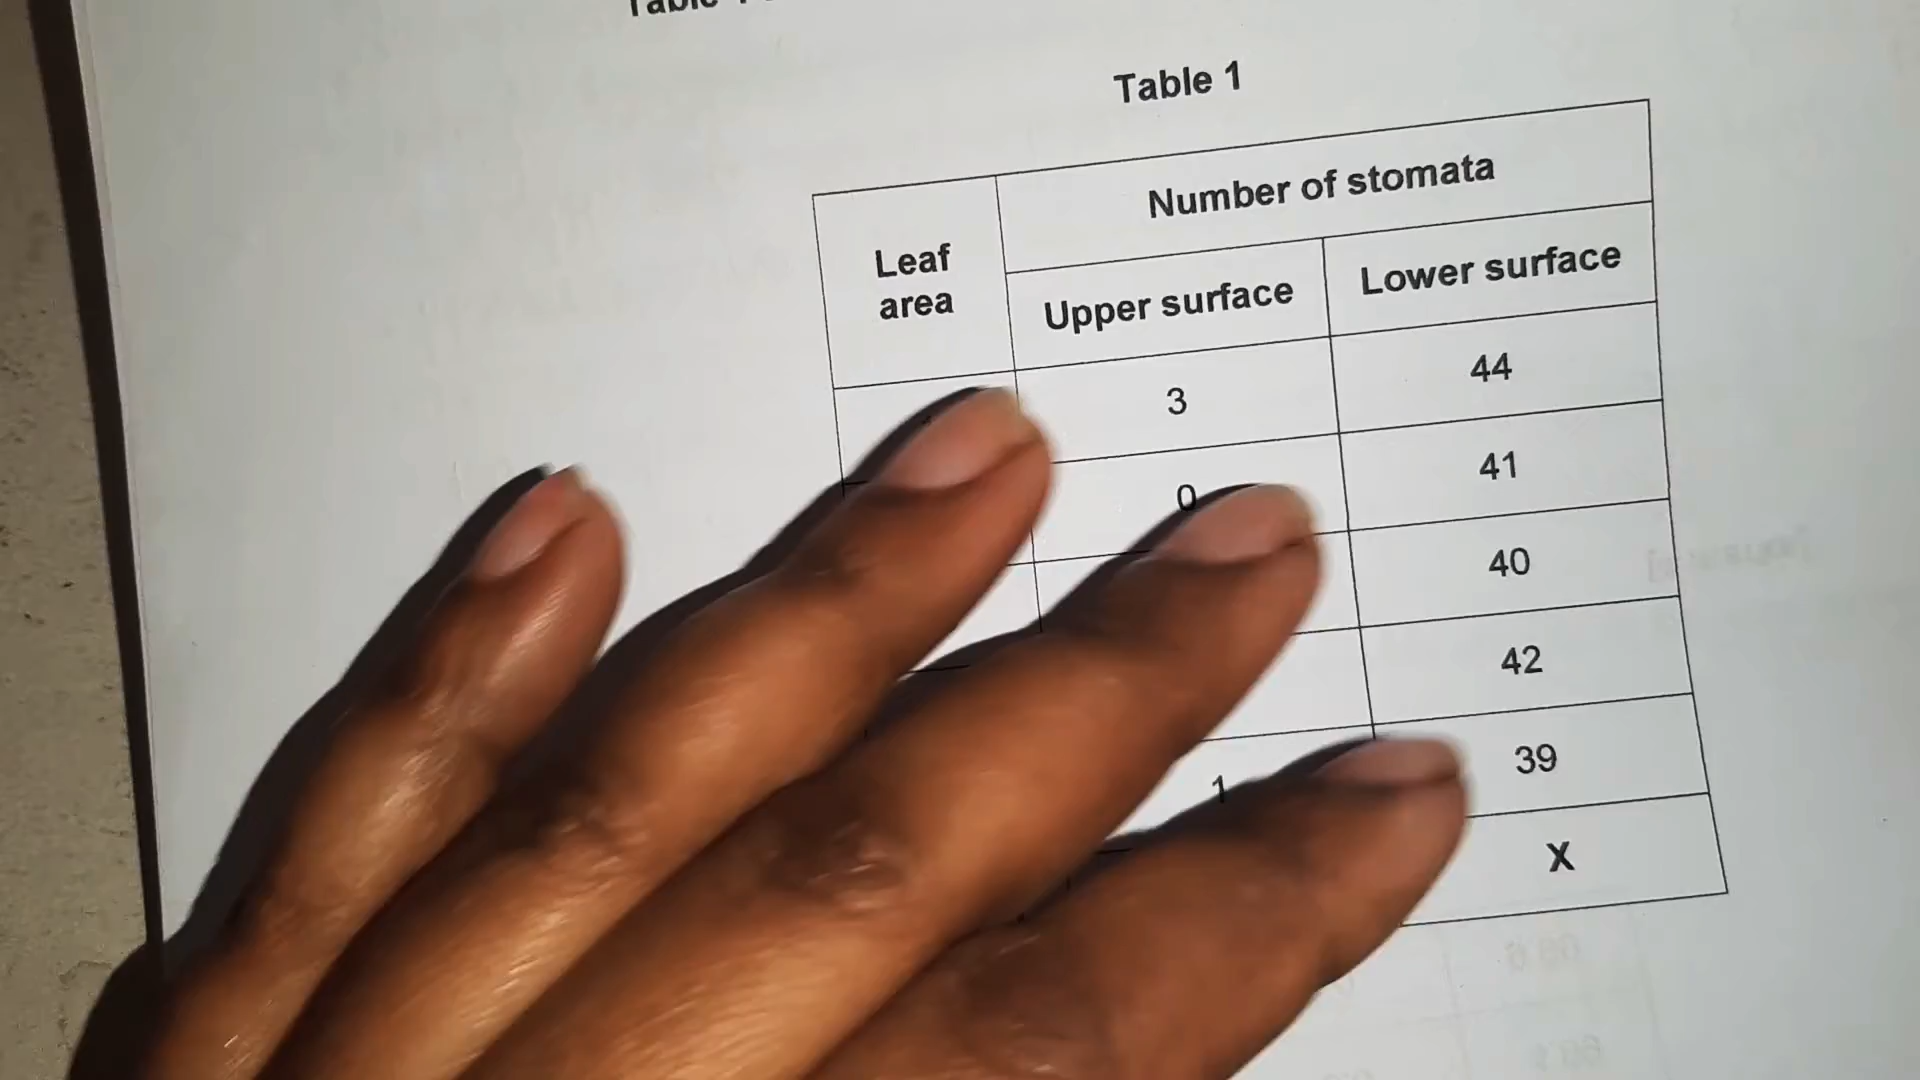 Table 1
Number of stomata
Leaf
area
Upper surface
Lower surface
3
44
0
41
40
42
1
39
X